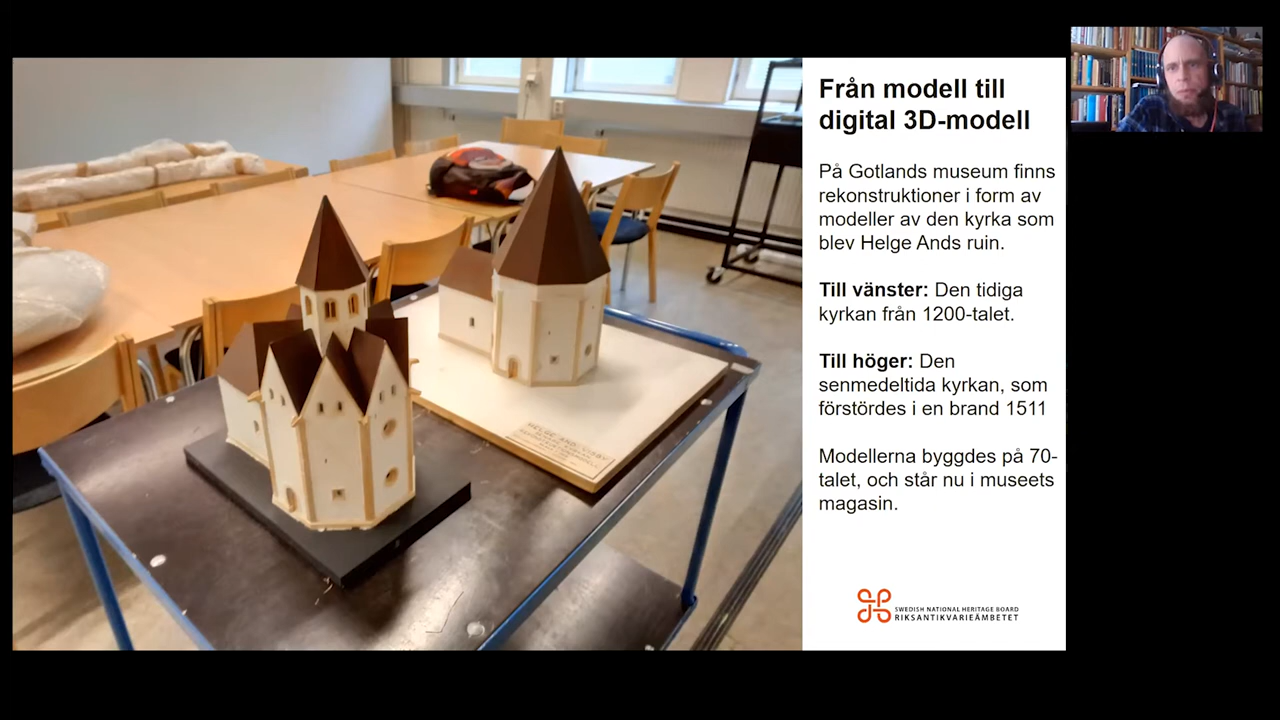 Från modell till
digital 3D-modell
På Gotlands museum finns
rekonstruktioner i form av
modeller av den kyrka som
blev Helge Ands ruin.
Till vänster: Den tidiga
kyrkan från 1200-talet.
Till höger: Den
senmedeltida kyrkan, som
förstördes i en brand 1511
Modellerna byggdes på 70-
talet, och står nu i museets
magasin.
SWEDISH NATIONAL HERITAGE BOARD
RIKSANTIKVARIEÄMBETET
HELGE AND VISBY